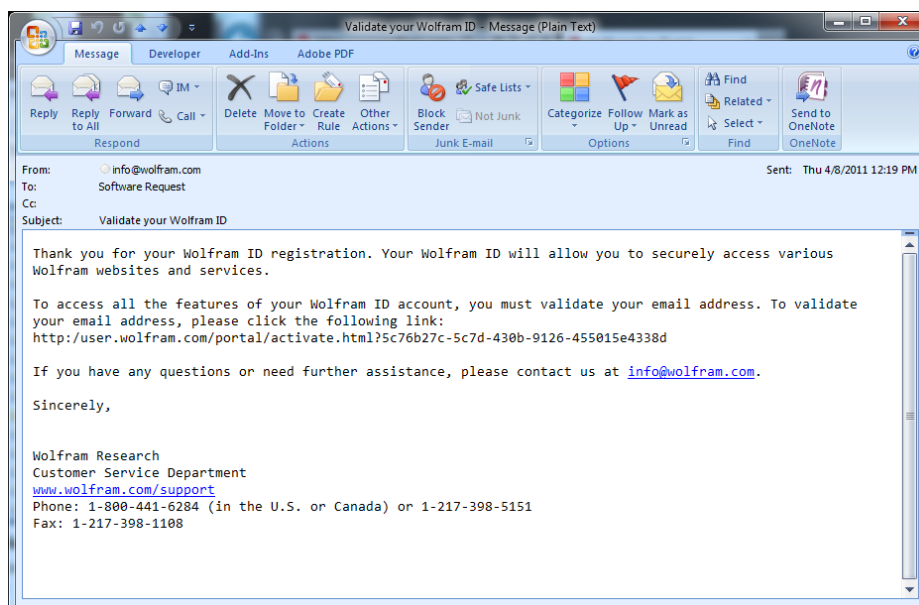 Validate your Wolfram ID - Message (Plain Text)
Message Developer Add-Ins Adobe PDF
Reply
Reply to All
Forward
IM
Call
Respond
Delete
Move to Folder
Create Rule
Other Actions
Actions
Block Sender
Safe Lists
Not Junk
Junk E-mail
Categorize
Follow Up
Mark as Unread
Options
Find
Related
Select
Find
Send to OneNote
OneNote
From: info@wolfram.com Sent: Thu 4/8/2011 12:19 PM
To: Software Request
Cc:
Subject: Validate your Wolfram ID
Thank you for your Wolfram ID registration. Your Wolfram ID will allow you to securely access various
Wolfram websites and services.
To access all the features of your Wolfram ID account, you must validate your email address. To validate
your email address, please click the following link:
http:/user.wolfram.com/portal/activate.html?5c76b27c-5c7d-430b-9126-455015e4338d
If you have any questions or need further assistance, please contact us at info@wolfram.com.
Sincerely,
Wolfram Research
Customer Service Department
www.wolfram.com/support
Phone: 1-800-441-6284 (in the U.S. or Canada) or 1-217-398-5151
Fax: 1-217-398-1108